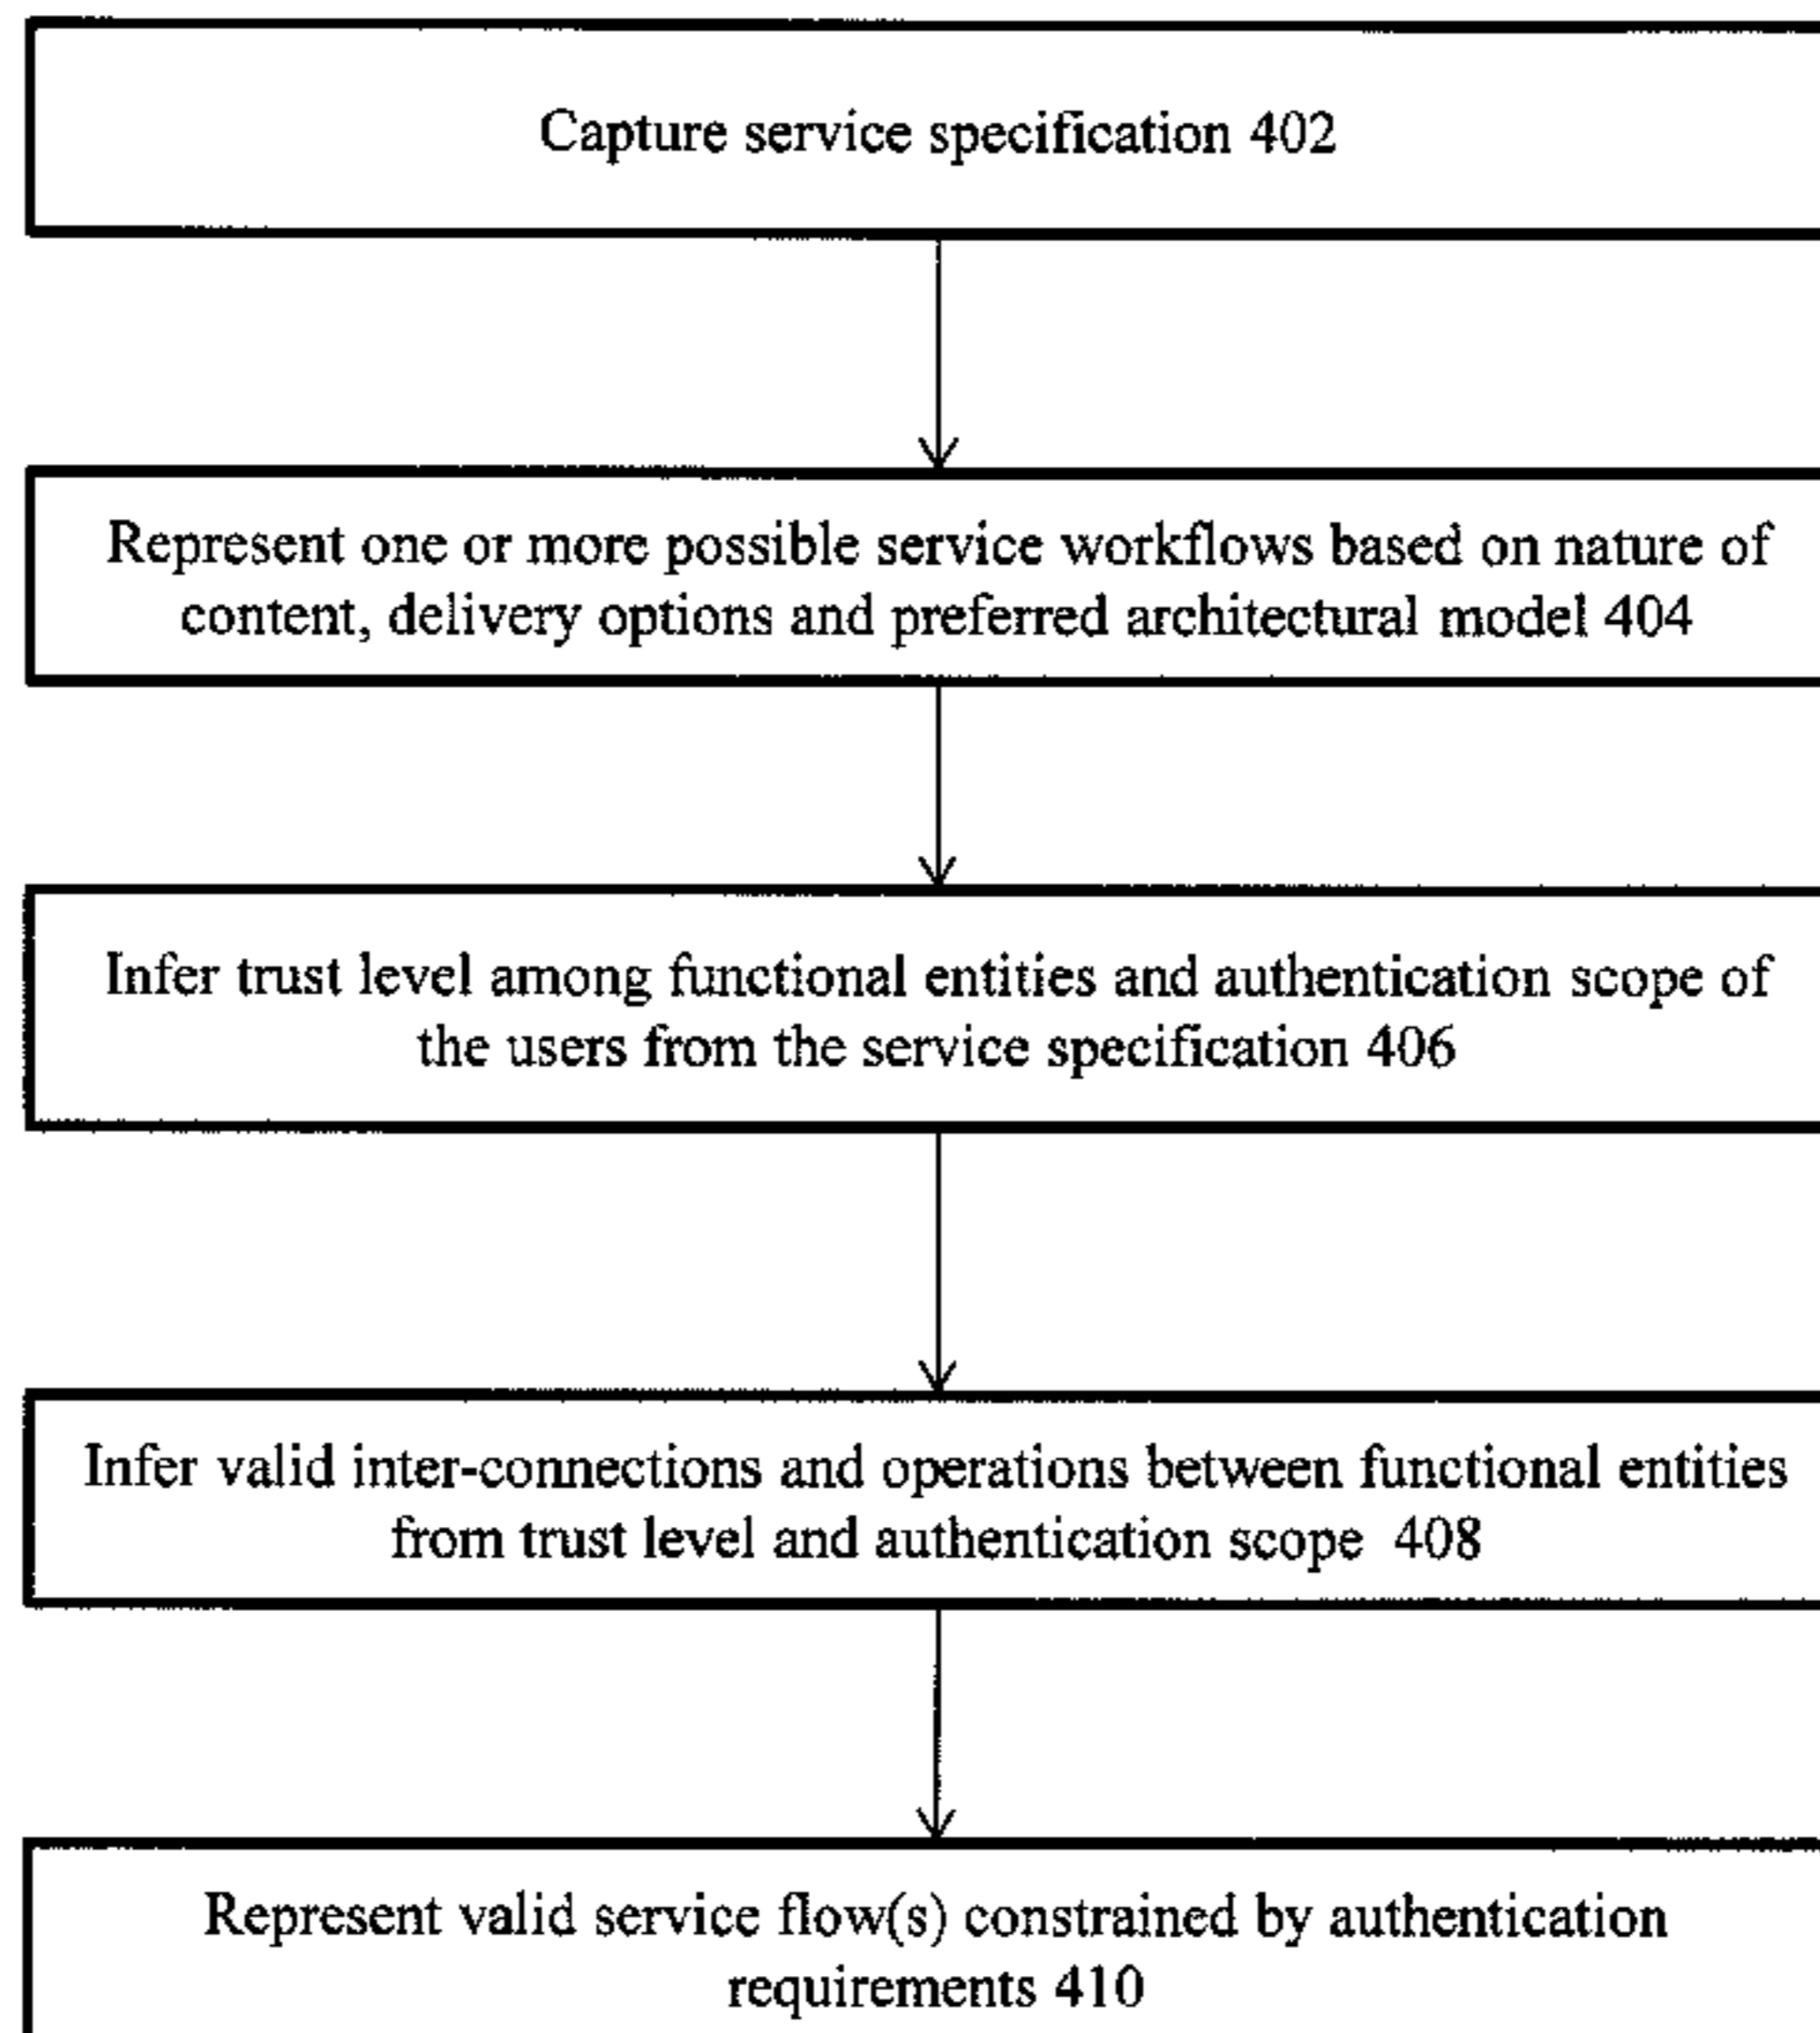 Capture service specification 402
Represent one or more possible service workflows based on nature of
content, delivery options and preferred architectural model 404
Infer trust level among functional entities and authentication scope of
the users from the service specification 406
Infer valid inter-connections and operations between functional entities
from trust level and authentication scope 408
Represent valid service flow(s) constrained by authentication
requirements 410